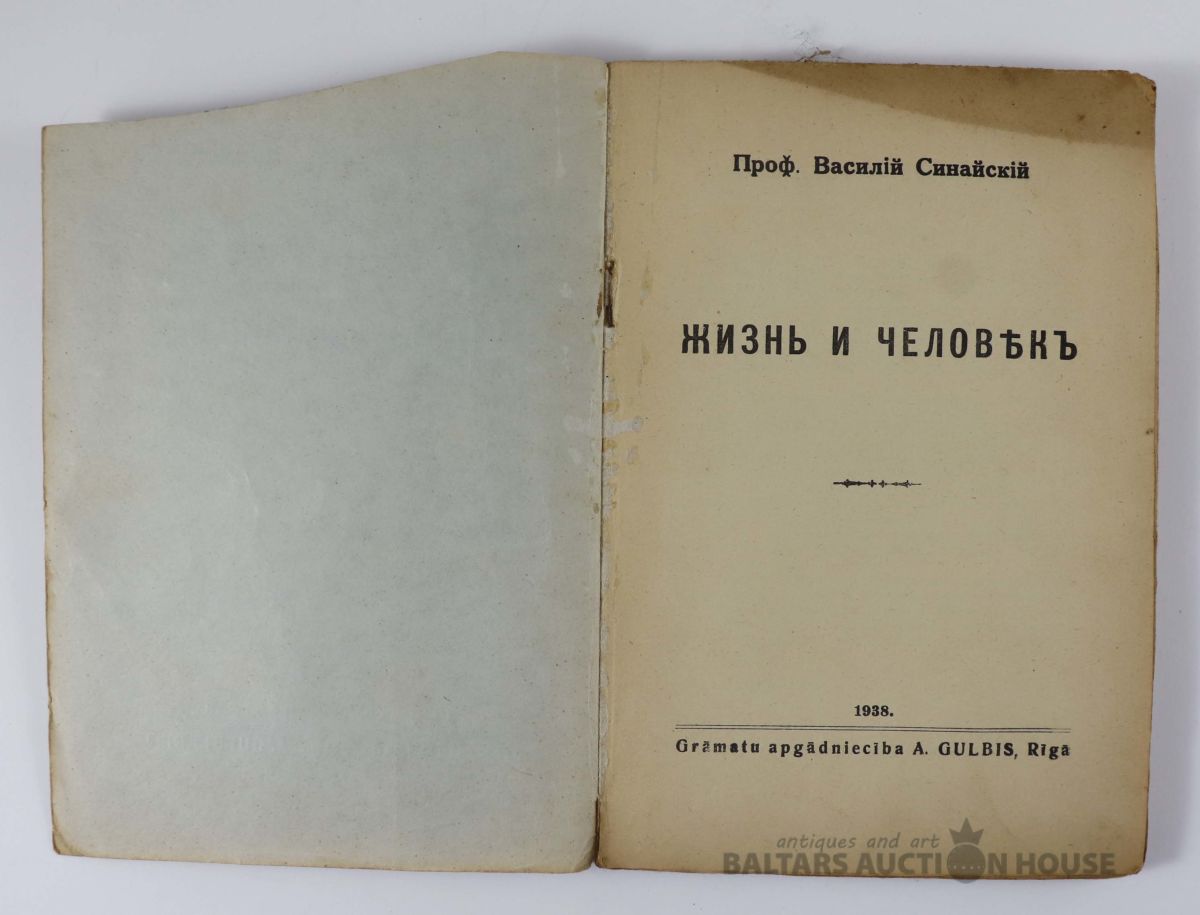 Проф. Василій Синайскій
ЖИЗНЬ И ЧЕЛОВѢКЪ
1938.
Grāmatu apgādniecība A. GULBIS, Rīgā
antiques and art
BALTARS AUCTION HOUSE